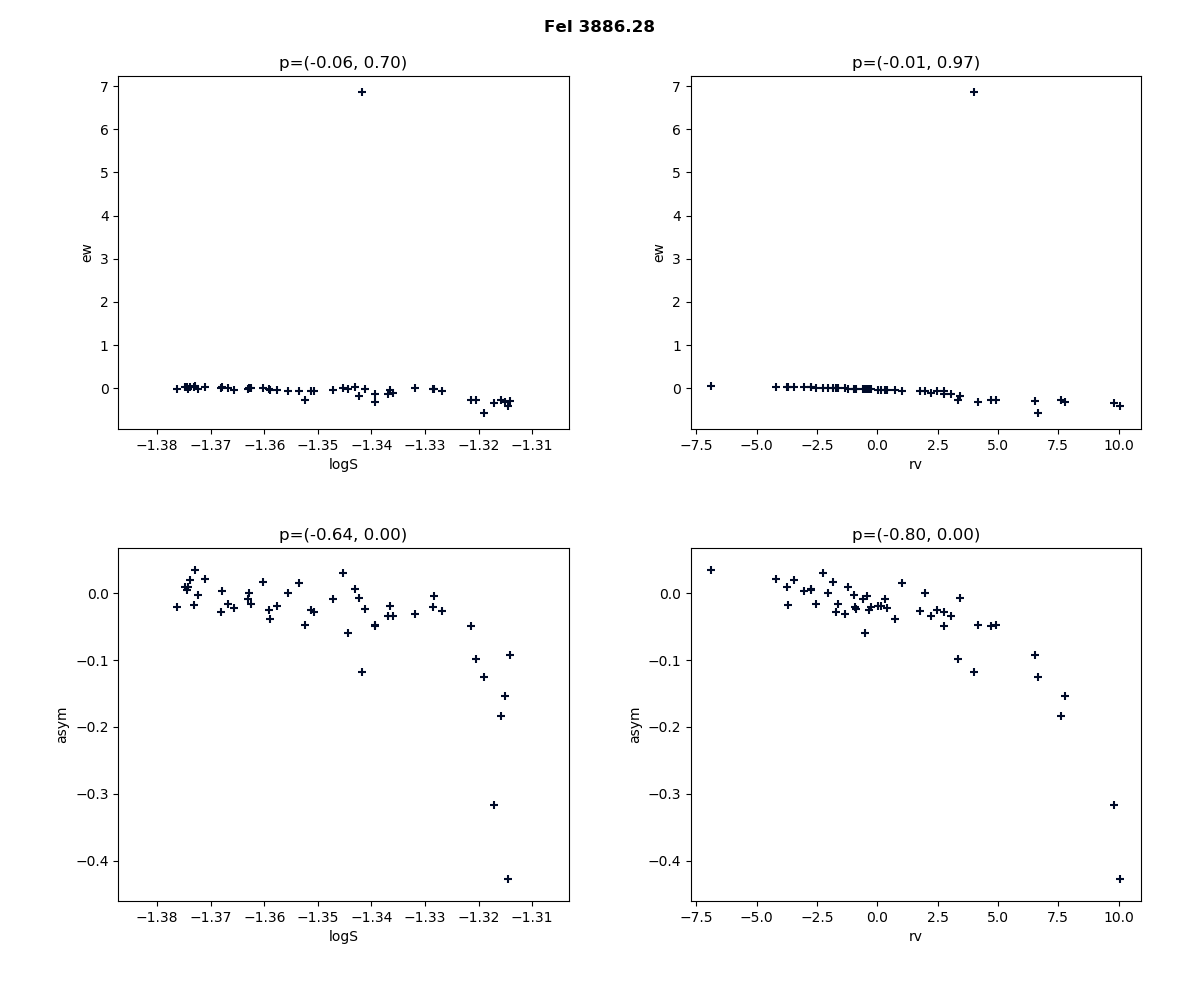 FeI 3886.28
p=(-0.06, 0.70)
7
6
5
4
3
2
1
0
ew
−1.38 −1.37 −1.36 −1.35 −1.34 −1.33 −1.32 −1.31
logS
p=(-0.01, 0.97)
7
6
5
4
3
2
1
0
ew
−7.5 −5.0 −2.5 0.0 2.5 5.0 7.5 10.0
rv
p=(-0.64, 0.00)
0.0
−0.1
−0.2
−0.3
−0.4
asym
−1.38 −1.37 −1.36 −1.35 −1.34 −1.33 −1.32 −1.31
logS
p=(-0.80, 0.00)
0.0
−0.1
−0.2
−0.3
−0.4
asym
−7.5 −5.0 −2.5 0.0 2.5 5.0 7.5 10.0
rv